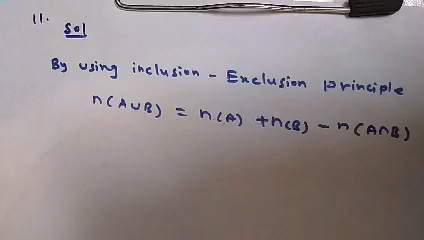 11.
Sol
By using inclusion - Exclusion principle
n(A∪B) = n(A) + n(B) - n(A∩B)